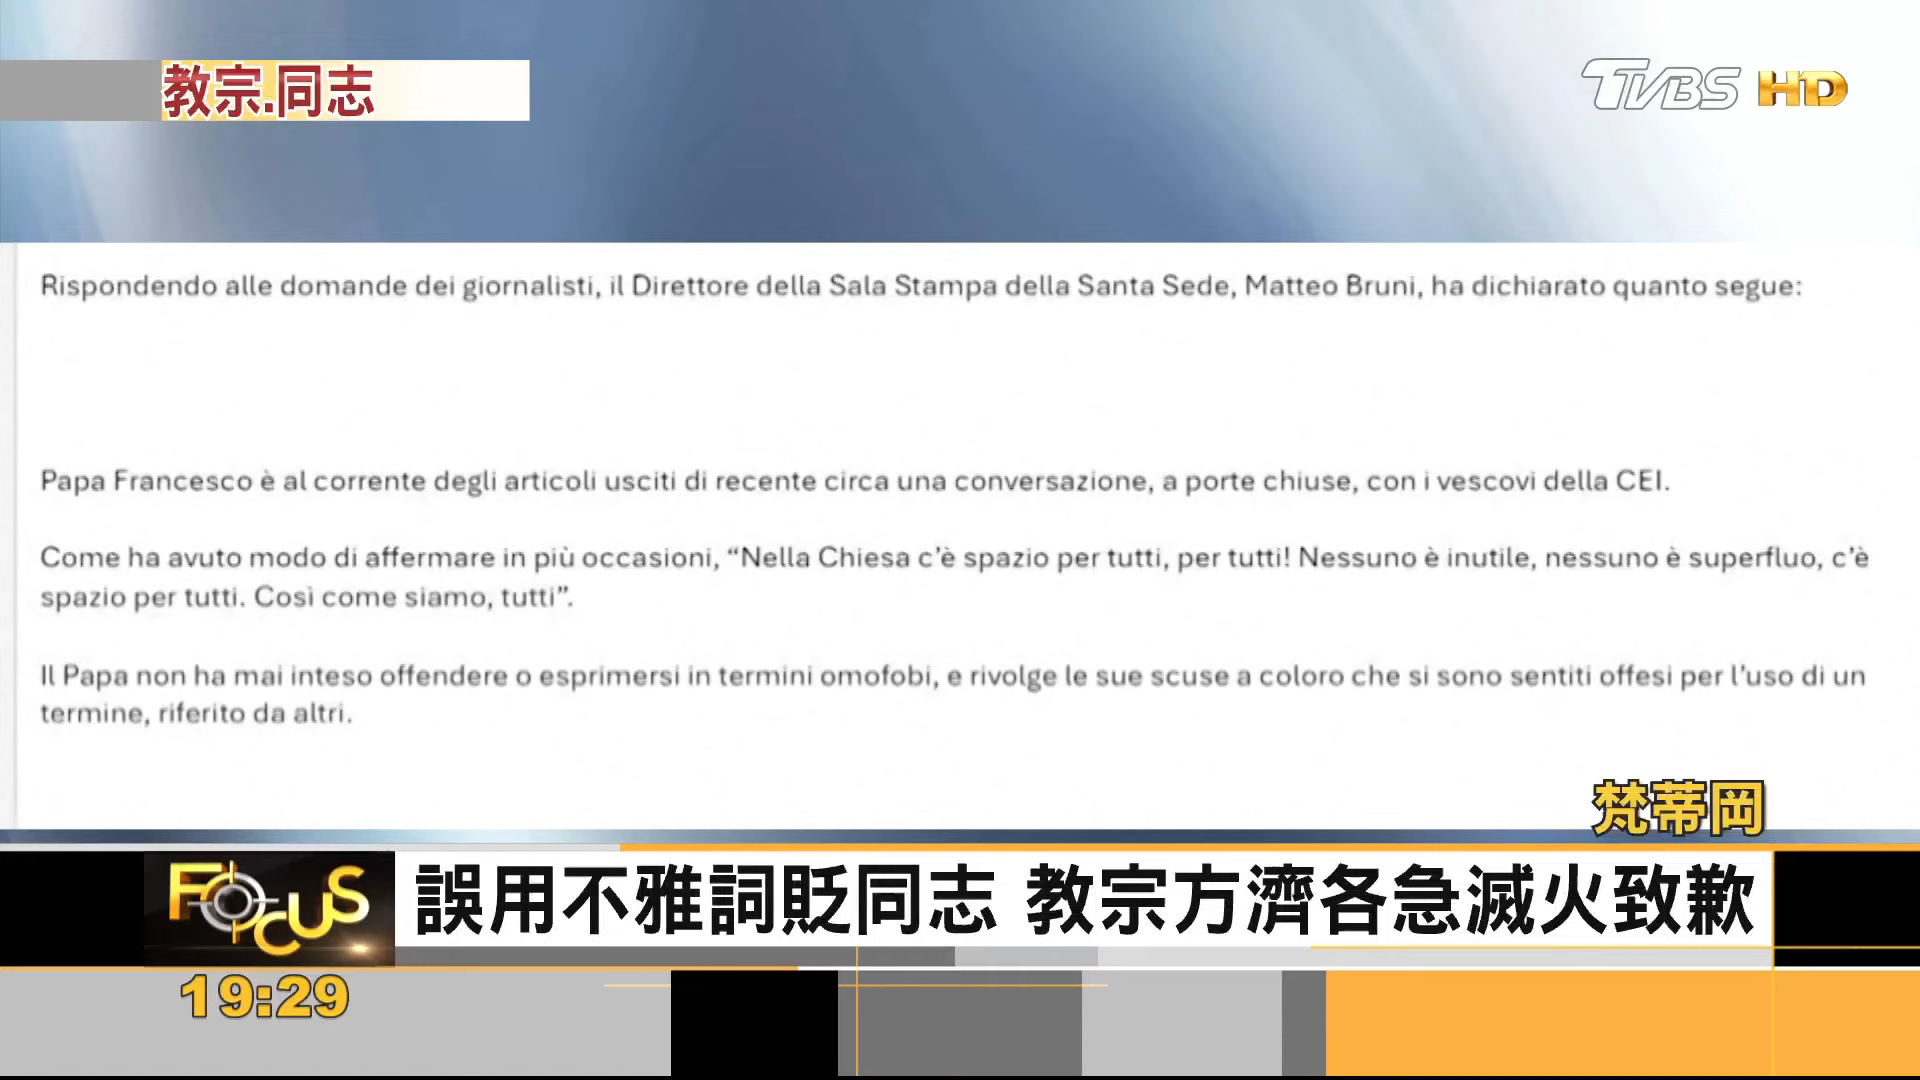 教宗.同志
TVBS HD
Rispondendo alle domande dei giornalisti, il Direttore della Sala Stampa della Santa Sede, Matteo Bruni, ha dichiarato quanto segue:
Papa Francesco è al corrente degli articoli usciti di recente circa una conversazione, a porte chiuse, con i vescovi della CEI.
Come ha avuto modo di affermare in più occasioni, “Nella Chiesa c’è spazio per tutti, per tutti! Nessuno è inutile, nessuno è superfluo, c’è
spazio per tutti. Così come siamo, tutti”.
Il Papa non ha mai inteso offendere o esprimersi in termini omofobi, e rivolge le sue scuse a coloro che si sono sentiti offesi per l’uso di un
termine, riferito da altri.
梵蒂岡
FOCUS
誤用不雅詞貶同志 教宗方濟各急滅火致歉
19:29